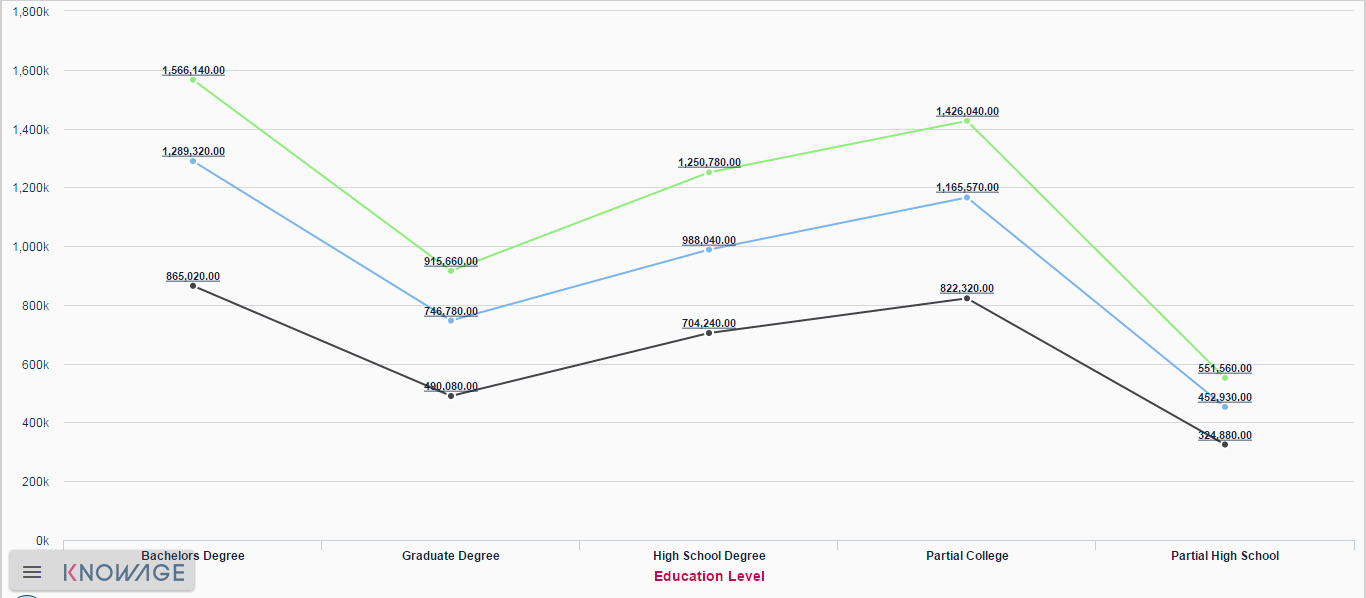 1,800k
1,600k
1,566,140.00
1,426,040.00
1,400k
1,289,320.00
1,250,780.00
1,200k
1,165,570.00
1,000k
988,040.00
915,660.00
865,020.00
822,320.00
800k
746,780.00
704,240.00
600k
551,560.00
490,080.00
452,930.00
400k
324,880.00
200k
0k
Bachelors Degree Graduate Degree High School Degree Partial College Partial High School
Education Level
KNOWAGE